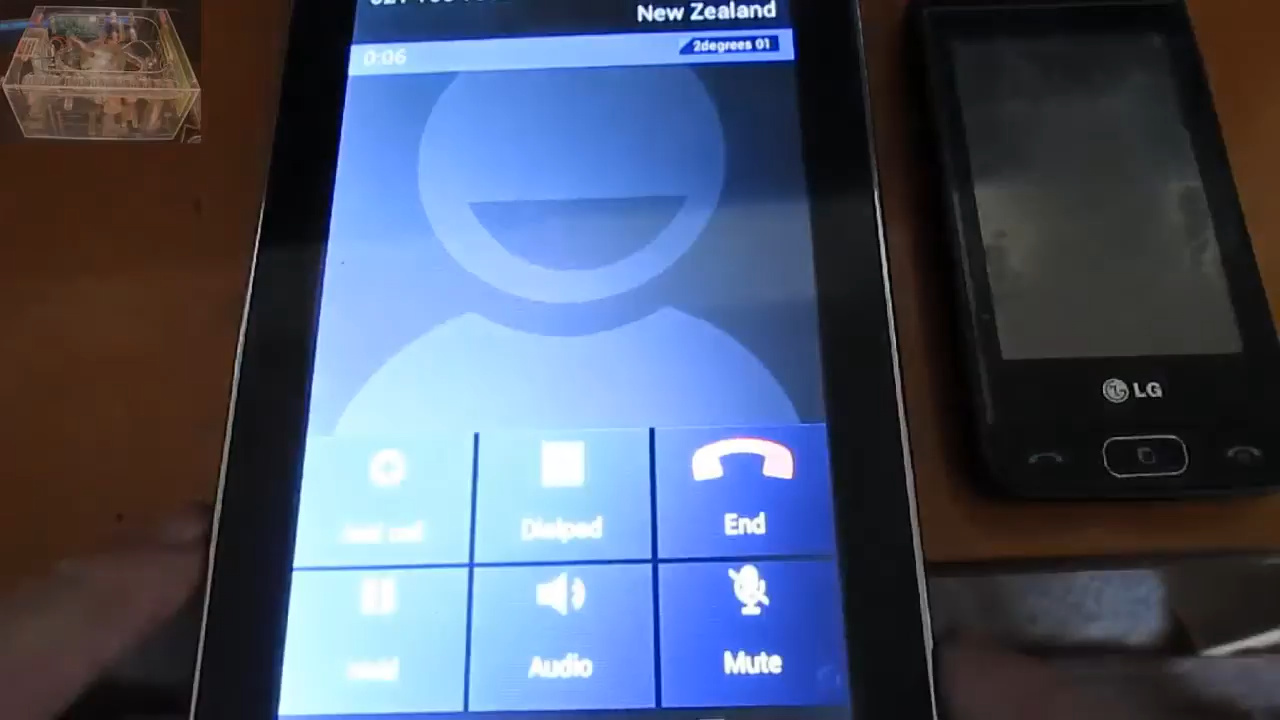 New Zealand
0:06
2degrees 01
LG
Dialpad
End
Audio
Mute